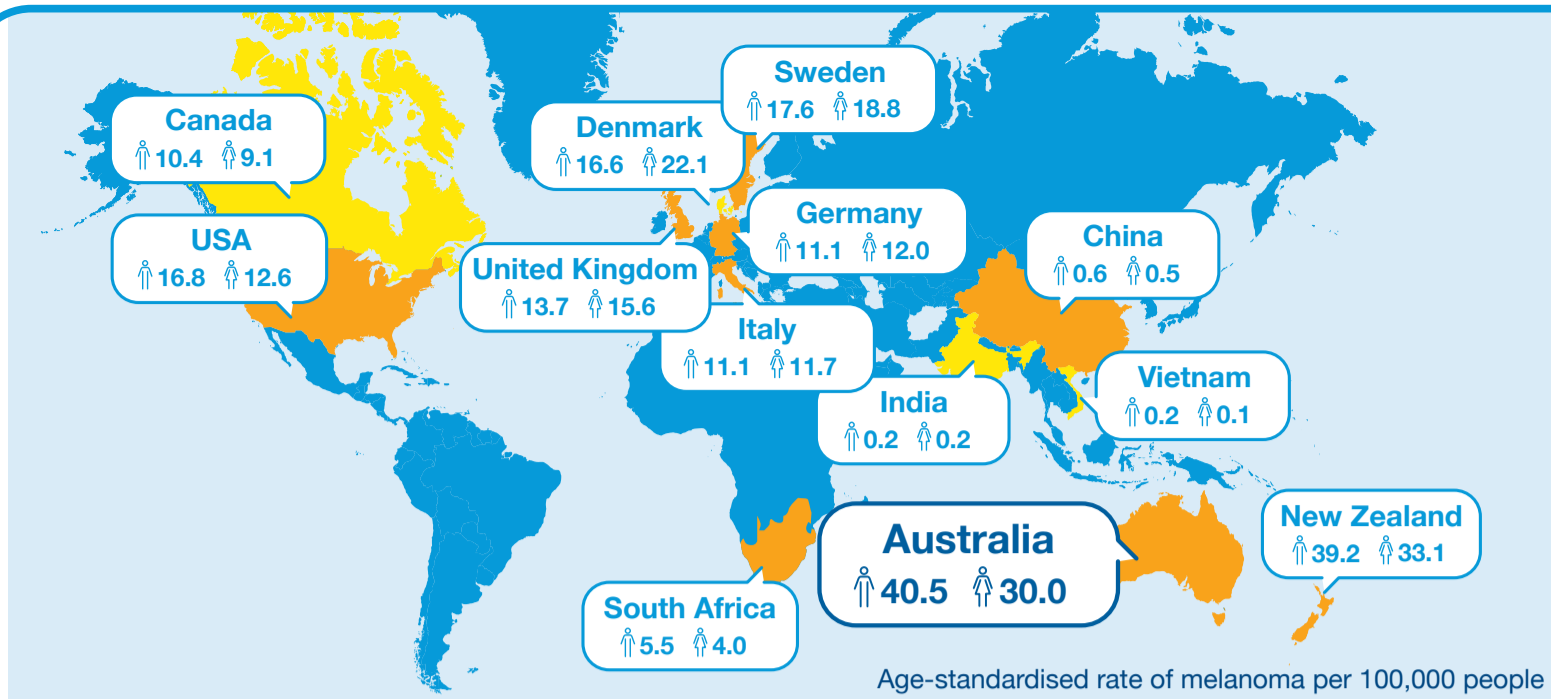 Sweden
17.6 18.8
Canada
10.4 9.1
Denmark
16.6 22.1
USA
16.8 12.6
Germany
11.1 12.0
China
0.6 0.5
United Kingdom
13.7 15.6
Italy
11.1 11.7
Vietnam
0.2 0.1
India
0.2 0.2
New Zealand
39.2 33.1
Australia
40.5 30.0
South Africa
5.5 4.0
Age-standardised rate of melanoma per 100,000 people